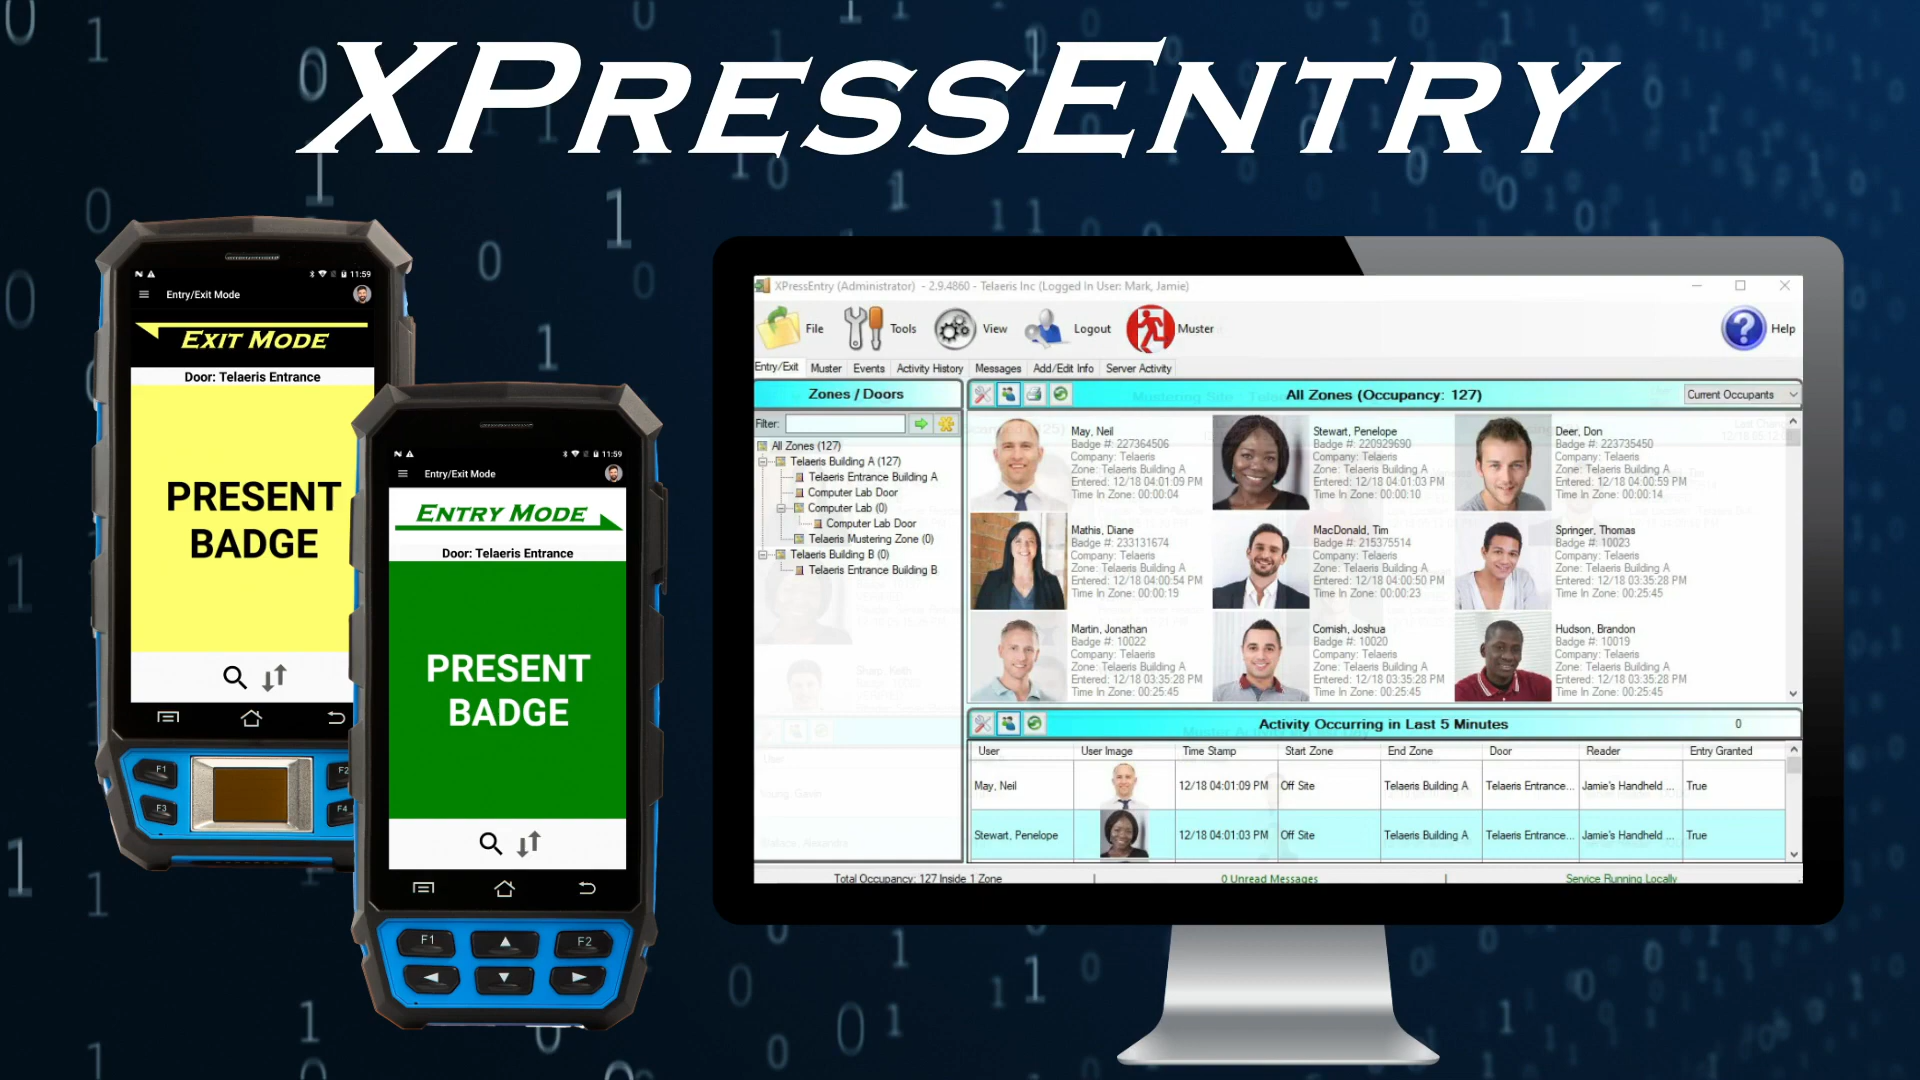 XPressEntry
11:59
Entry/Exit Mode
Exit Mode
Door: Telaeris Entrance
PRESENT
BADGE
F1
F2
F3
F4
11:59
Entry/Exit Mode
Entry Mode
Door: Telaeris Entrance
PRESENT
BADGE
F1
F2
XPressEntry (Administrator) - 2.9.4860 - Telaeris Inc (Logged In User: Mark, Jamie)
File Tools View Logout Muster Help
Entry/Exit Muster Events Activity History Messages Add/Edit Info Server Activity
Zones / Doors
Filter:
All Zones (127)
Telaeris Building A (127)
Telaeris Entrance Building A
Computer Lab Door
Computer Lab (0)
Computer Lab Door
Telaeris Mustering Zone (0)
Telaeris Building B (0)
Telaeris Entrance Building B
All Zones (Occupancy: 127)
Current Occupants
May, Neil
Badge #: 227364506
Company: Telaeris
Zone: Telaeris Building A
Entered: 12/18 04:01:09 PM
Time In Zone: 00:00:04
Stewart, Penelope
Badge #: 220929690
Company: Telaeris
Zone: Telaeris Building A
Entered: 12/18 04:01:03 PM
Time In Zone: 00:00:10
Deer, Don
Badge #: 223735450
Company: Telaeris
Zone: Telaeris Building A
Entered: 12/18 04:00:59 PM
Time In Zone: 00:00:14
Mathis, Diane
Badge #: 233131674
Company: Telaeris
Zone: Telaeris Building A
Entered: 12/18 04:00:54 PM
Time In Zone: 00:00:19
MacDonald, Tim
Badge #: 215375514
Company: Telaeris
Zone: Telaeris Building A
Entered: 12/18 04:00:50 PM
Time In Zone: 00:00:23
Springer, Thomas
Badge #: 10023
Company: Telaeris
Zone: Telaeris Building A
Entered: 12/18 03:35:28 PM
Time In Zone: 00:25:45
Martin, Jonathan
Badge #: 10022
Company: Telaeris
Zone: Telaeris Building A
Entered: 12/18 03:35:28 PM
Time In Zone: 00:25:45
Cornish, Joshua
Badge #: 10020
Company: Telaeris
Zone: Telaeris Building A
Entered: 12/18 03:35:28 PM
Time In Zone: 00:25:45
Hudson, Brandon
Badge #: 10019
Company: Telaeris
Zone: Telaeris Building A
Entered: 12/18 03:35:28 PM
Time In Zone: 00:25:45
Activity Occurring in Last 5 Minutes 0
User User Image Time Stamp Start Zone End Zone Door Reader Entry Granted
May, Neil 12/18 04:01:09 PM Off Site Telaeris Building A Telaeris Entrance... Jamie's Handheld ... True
Stewart, Penelope 12/18 04:01:03 PM Off Site Telaeris Building A Telaeris Entrance... Jamie's Handheld ... True
Total Occupancy: 127 Inside 1 Zone | 0 Unread Messages | Service Running Locally